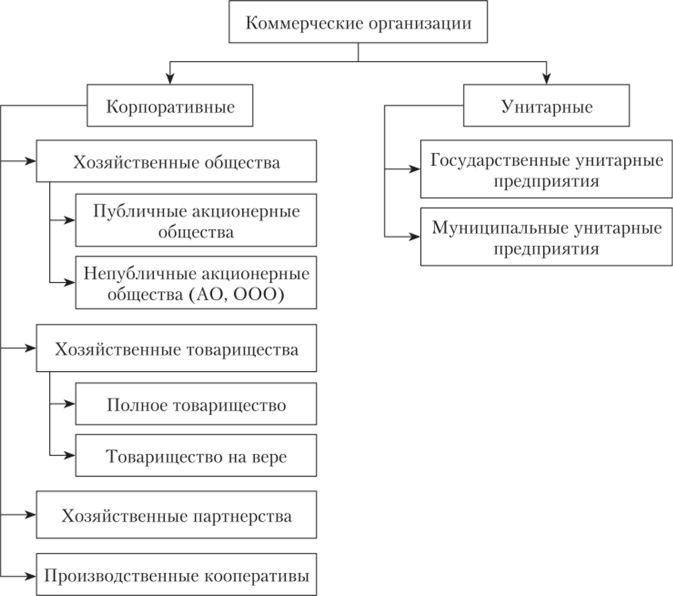 Коммерческие организации
Корпоративные
Унитарные
Хозяйственные общества
Публичные акционерные
общества
Непубличные акционерные
общества (АО, ООО)
Хозяйственные товарищества
Полное товарищество
Товарищество на вере
Хозяйственные партнерства
Производственные кооперативы
Государственные унитарные
предприятия
Муниципальные унитарные
предприятия